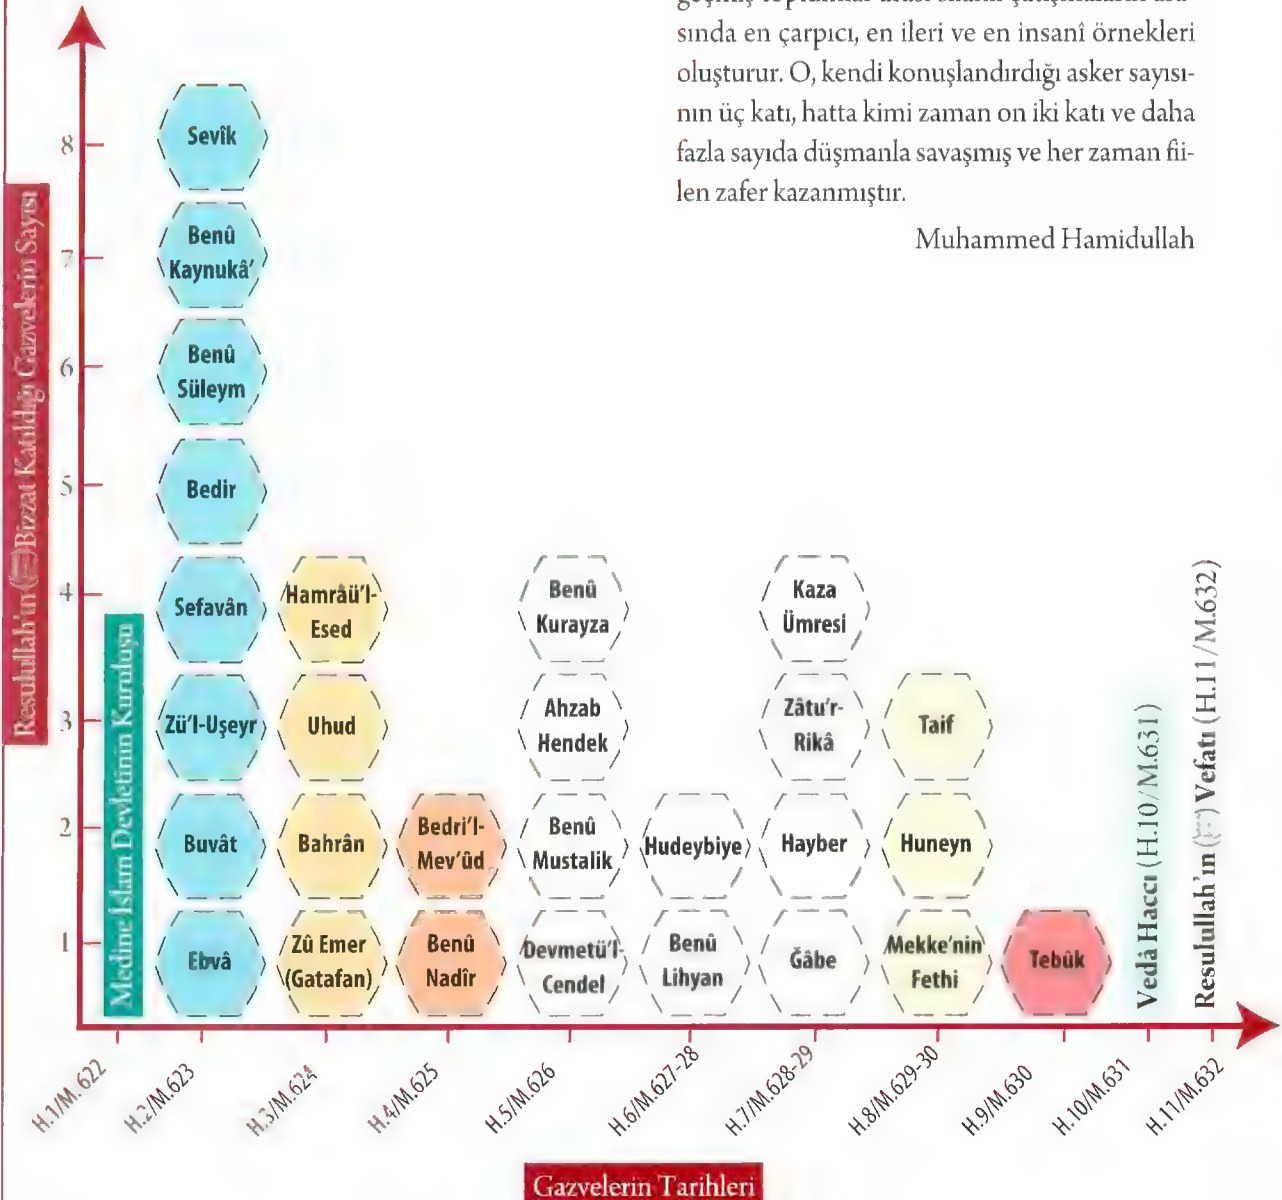 sında en çarpıcı, en ileri ve en insanî örnekleri
oluşturur. O, kendi konuşlandırdığı asker sayısı-
nın üç katı, hatta kimi zaman on iki katı ve daha
fazla sayıda düşmanla savaşmış ve her zaman fii-
len zafer kazanmıştır.
Muhammed Hamidullah
Resulullah'ın ( ) Bizzat Katıldığı Gazvelerin Sayısı
8
7
6
5
4
3
2
1
Medine İslam Devletinin Kuruluşu
Sevîk
Benû
Kaynukâ'
Benû
Süleym
Bedir
Sefavân
Zü'l-Uşeyr
Buvât
Ebvâ
Hamrâü'l-
Esed
Uhud
Bahrân
Zû Emer
(Gatafan)
Bedri'l-
Mev'ûd
Benû
Nadîr
Benû
Kurayza
Ahzab
Hendek
Benû
Mustalik
Devmetü'l-
Cendel
Hudeybiye
Benû
Lihyan
Kaza
Ümresi
Zâtu'r-
Rikâ
Hayber
Ğâbe
Taif
Huneyn
Mekke'nin
Fethi
Tebûk
Vedâ Haccı (H.10/M.631)
Resulullah'ın ( ) Vefatı (H.11/M.632)
H.1/M.622
H.2/M.623
H.3/M.624
H.4/M.625
H.5/M.626
H.6/M.627-28
H.7/M.628-29
H.8/M.629-30
H.9/M.630
H.10/M.631
H.11/M.632
Gazvelerin Tarihleri